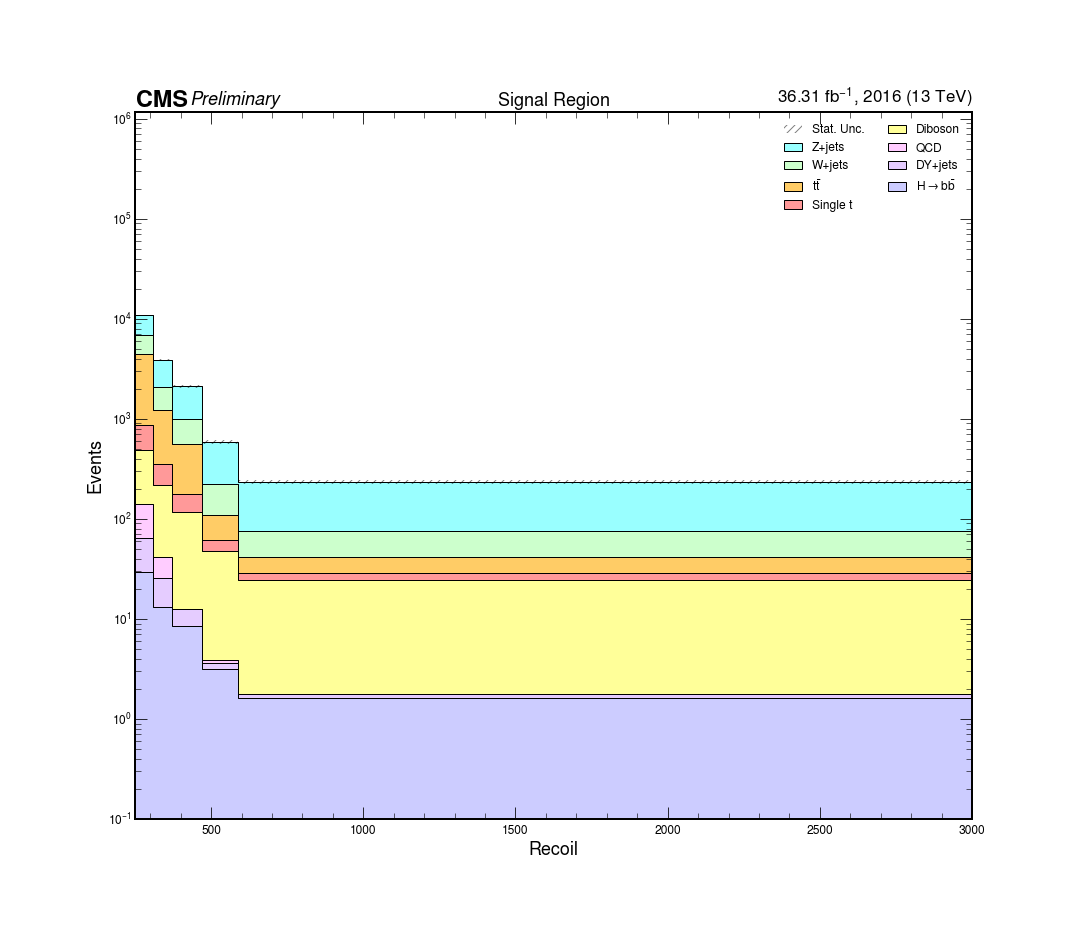 CMS Preliminary
Signal Region
36.31 fb⁻¹, 2016 (13 TeV)
Stat. Unc.
Z+jets
W+jets
tt̄
Single t
Diboson
QCD
DY+jets
H→bb̄
Events
10⁶
10⁵
10⁴
10³
10²
10¹
10⁰
10⁻¹
500
1000
1500
2000
2500
3000
Recoil